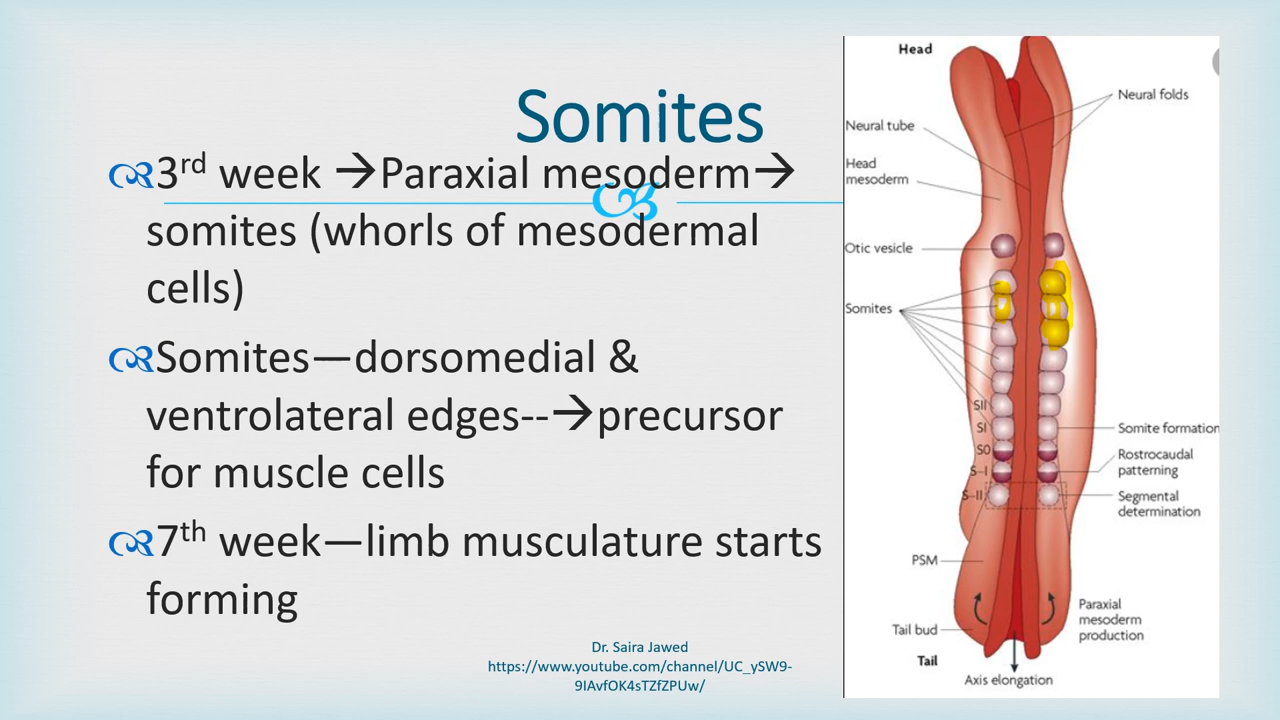 Somites
3rd week →Paraxial mesoderm→
somites (whorls of mesodermal
cells)
Somites—dorsomedial &
ventrolateral edges--→precursor
for muscle cells
7th week—limb musculature starts
forming
Dr. Saira Jawed
https://www.youtube.com/channel/UC_ySW9-
9IAvfOK4sTZfZPUw/
Head
Neural folds
Neural tube
Head
mesoderm
Otic vesicle
Somites
SII
SI
S0
S–I
S–II
Somite formation
Rostrocaudal
patterning
Segmental
determination
PSM
Paraxial
mesoderm
production
Tail bud
Tail
Axis elongation